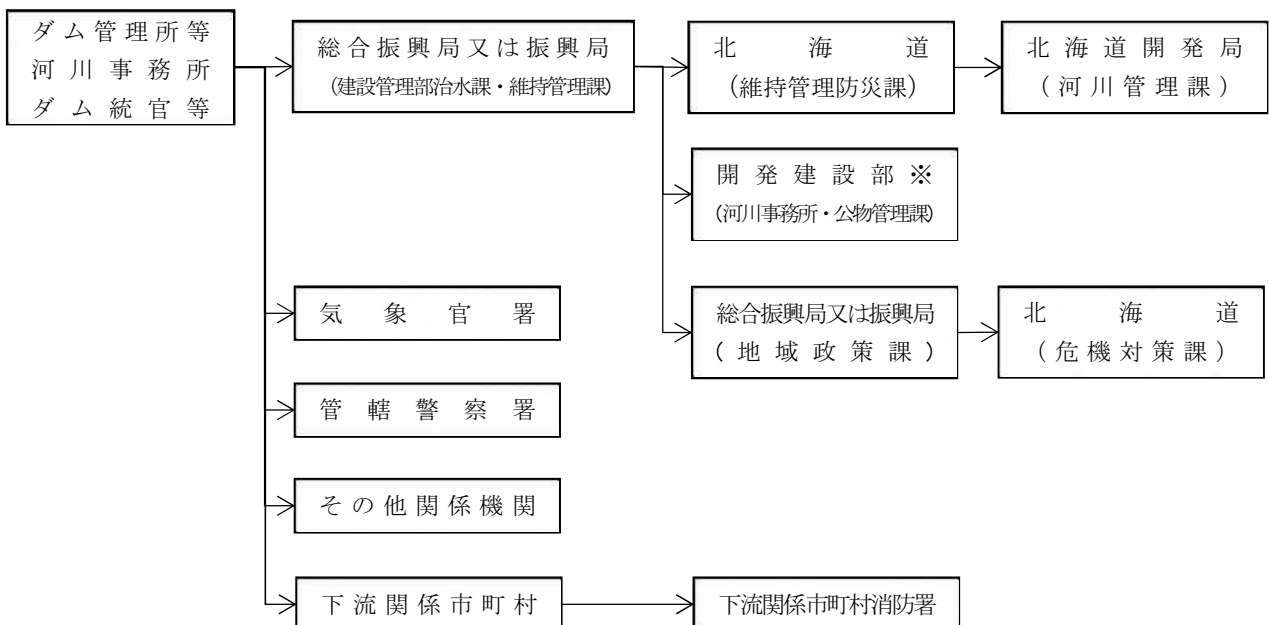 ダム管理所等
河川事務所
ダム統官等
総合振興局又は振興局
（建設管理部治水課・維持管理課）
北海道
（維持管理防災課）
北海道開発局
（河川管理課）
開発建設部※
（河川事務所・公物管理課）
気象官署
総合振興局又は振興局
（地域政策課）
北海道
（危機対策課）
管轄警察署
その他関係機関
下流関係市町村
下流関係市町村消防署